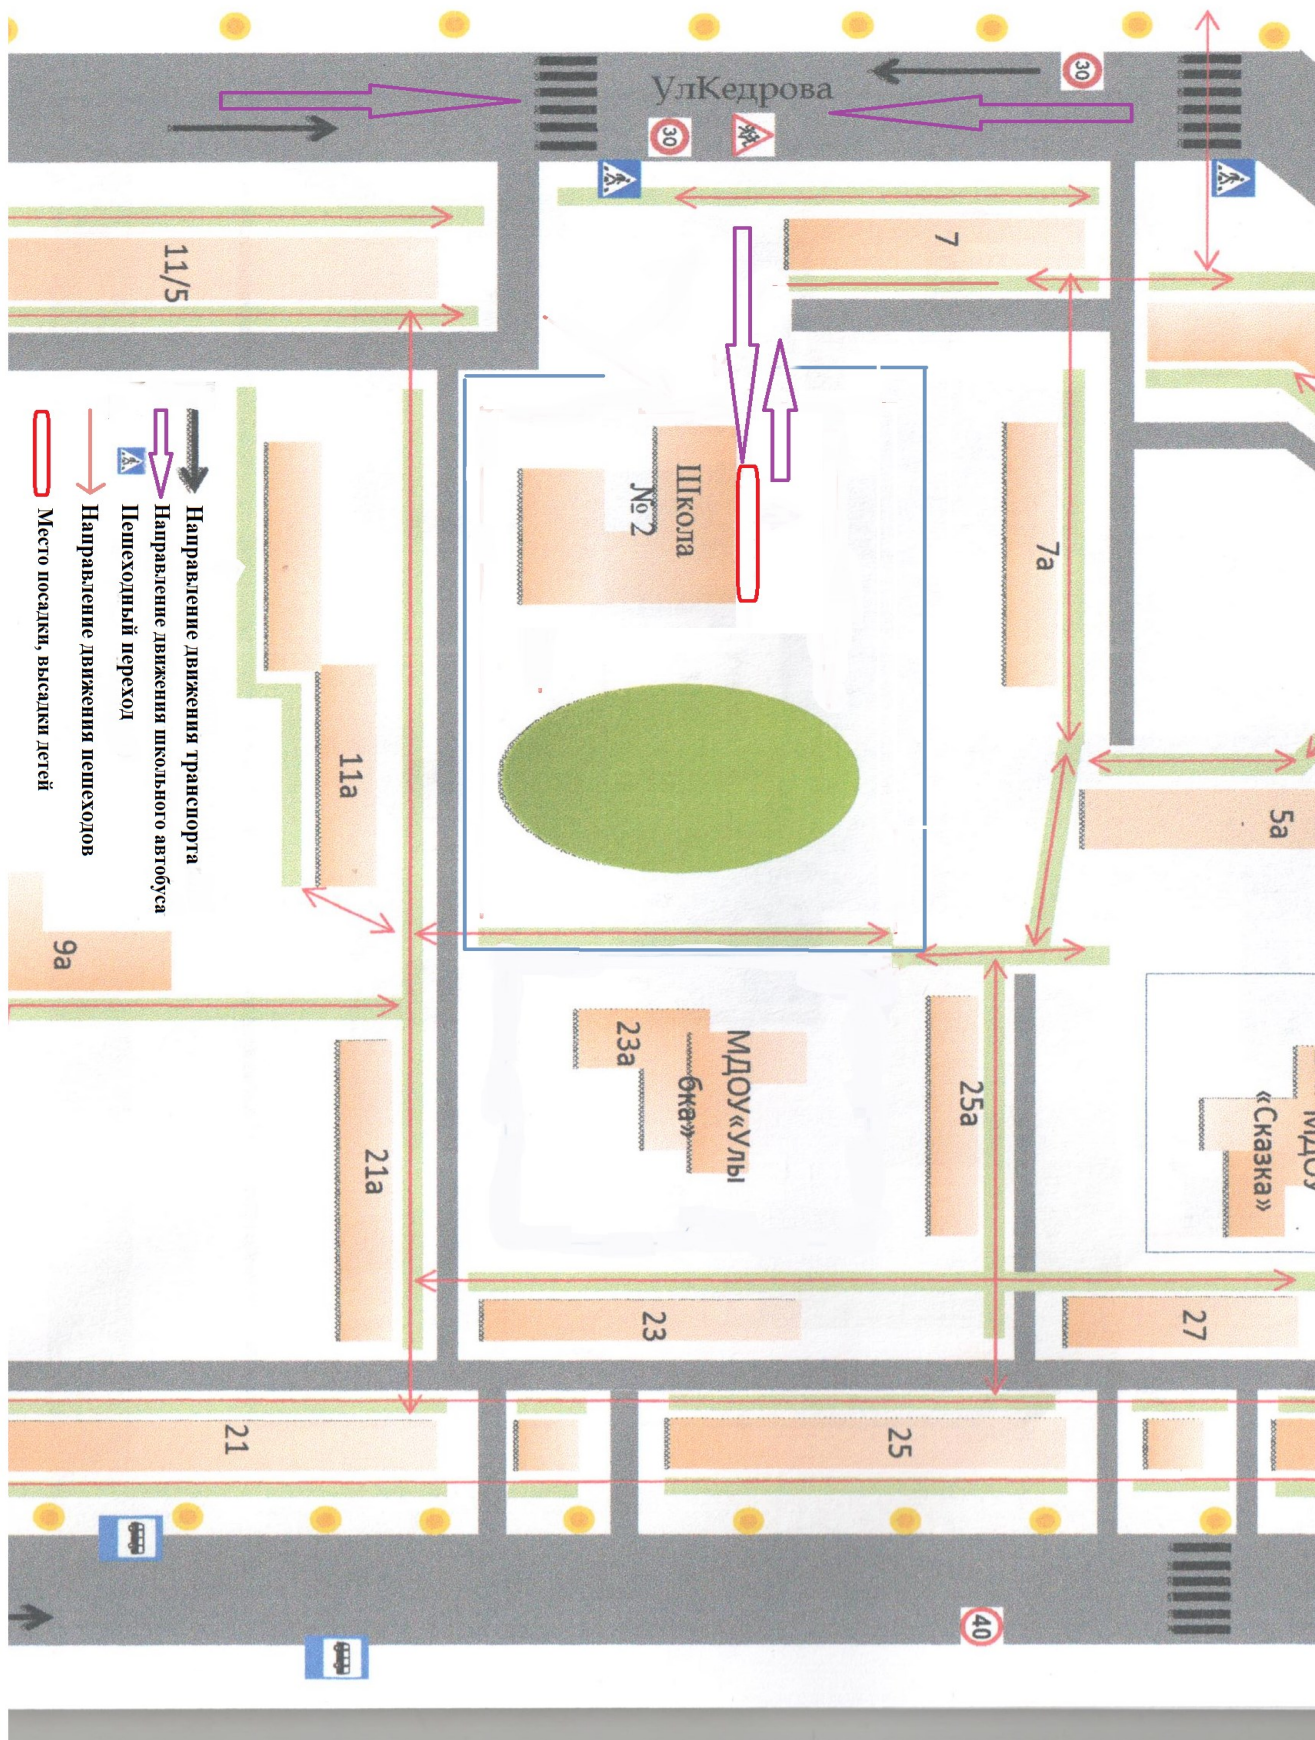 УлКедрова
30
30
7
11/5
Школа
№ 2
7а
5а
11а
9а
21а
23а
МДОУ«Улы
бка»
25а
МДОУ
«Сказка»
23
27
21
25
40
Направление движения транспорта
Направление движения школьного автобуса
Пешеходный переход
Направление движения пешеходов
Место посадки, высадки детей